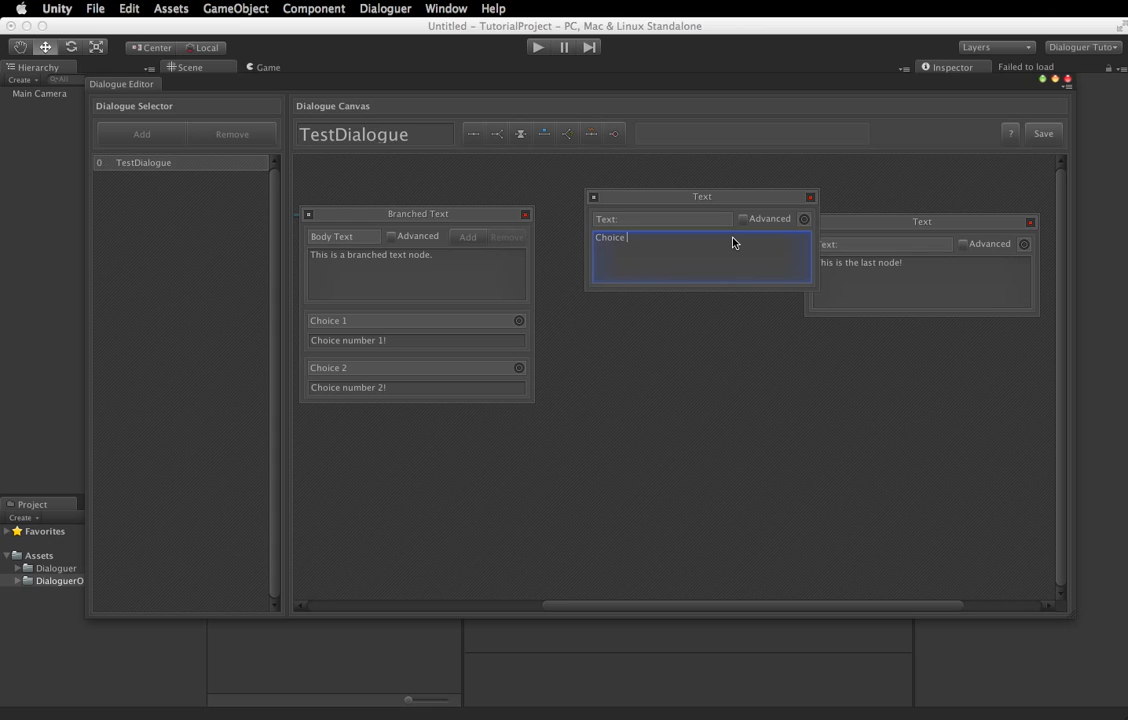 Unity File Edit Assets GameObject Component Dialoguer Window Help
Untitled – TutorialProject – PC, Mac & Linux Standalone
Center Local Layers Dialoguer Tuto
Hierarchy Scene Game Inspector Failed to load
Create All
Main Camera
Dialogue Editor
Dialogue Selector Dialogue Canvas
Add Remove TestDialogue ? Save
0 TestDialogue
Branched Text
Body Text Advanced Add Remove
This is a branched text node.
Choice 1
Choice number 1!
Choice 2
Choice number 2!
Text
Text: Advanced
Choice
Text
ext: Advanced
his is the last node!
Project
Create
Favorites
Assets
Dialoguer
DialoguerO